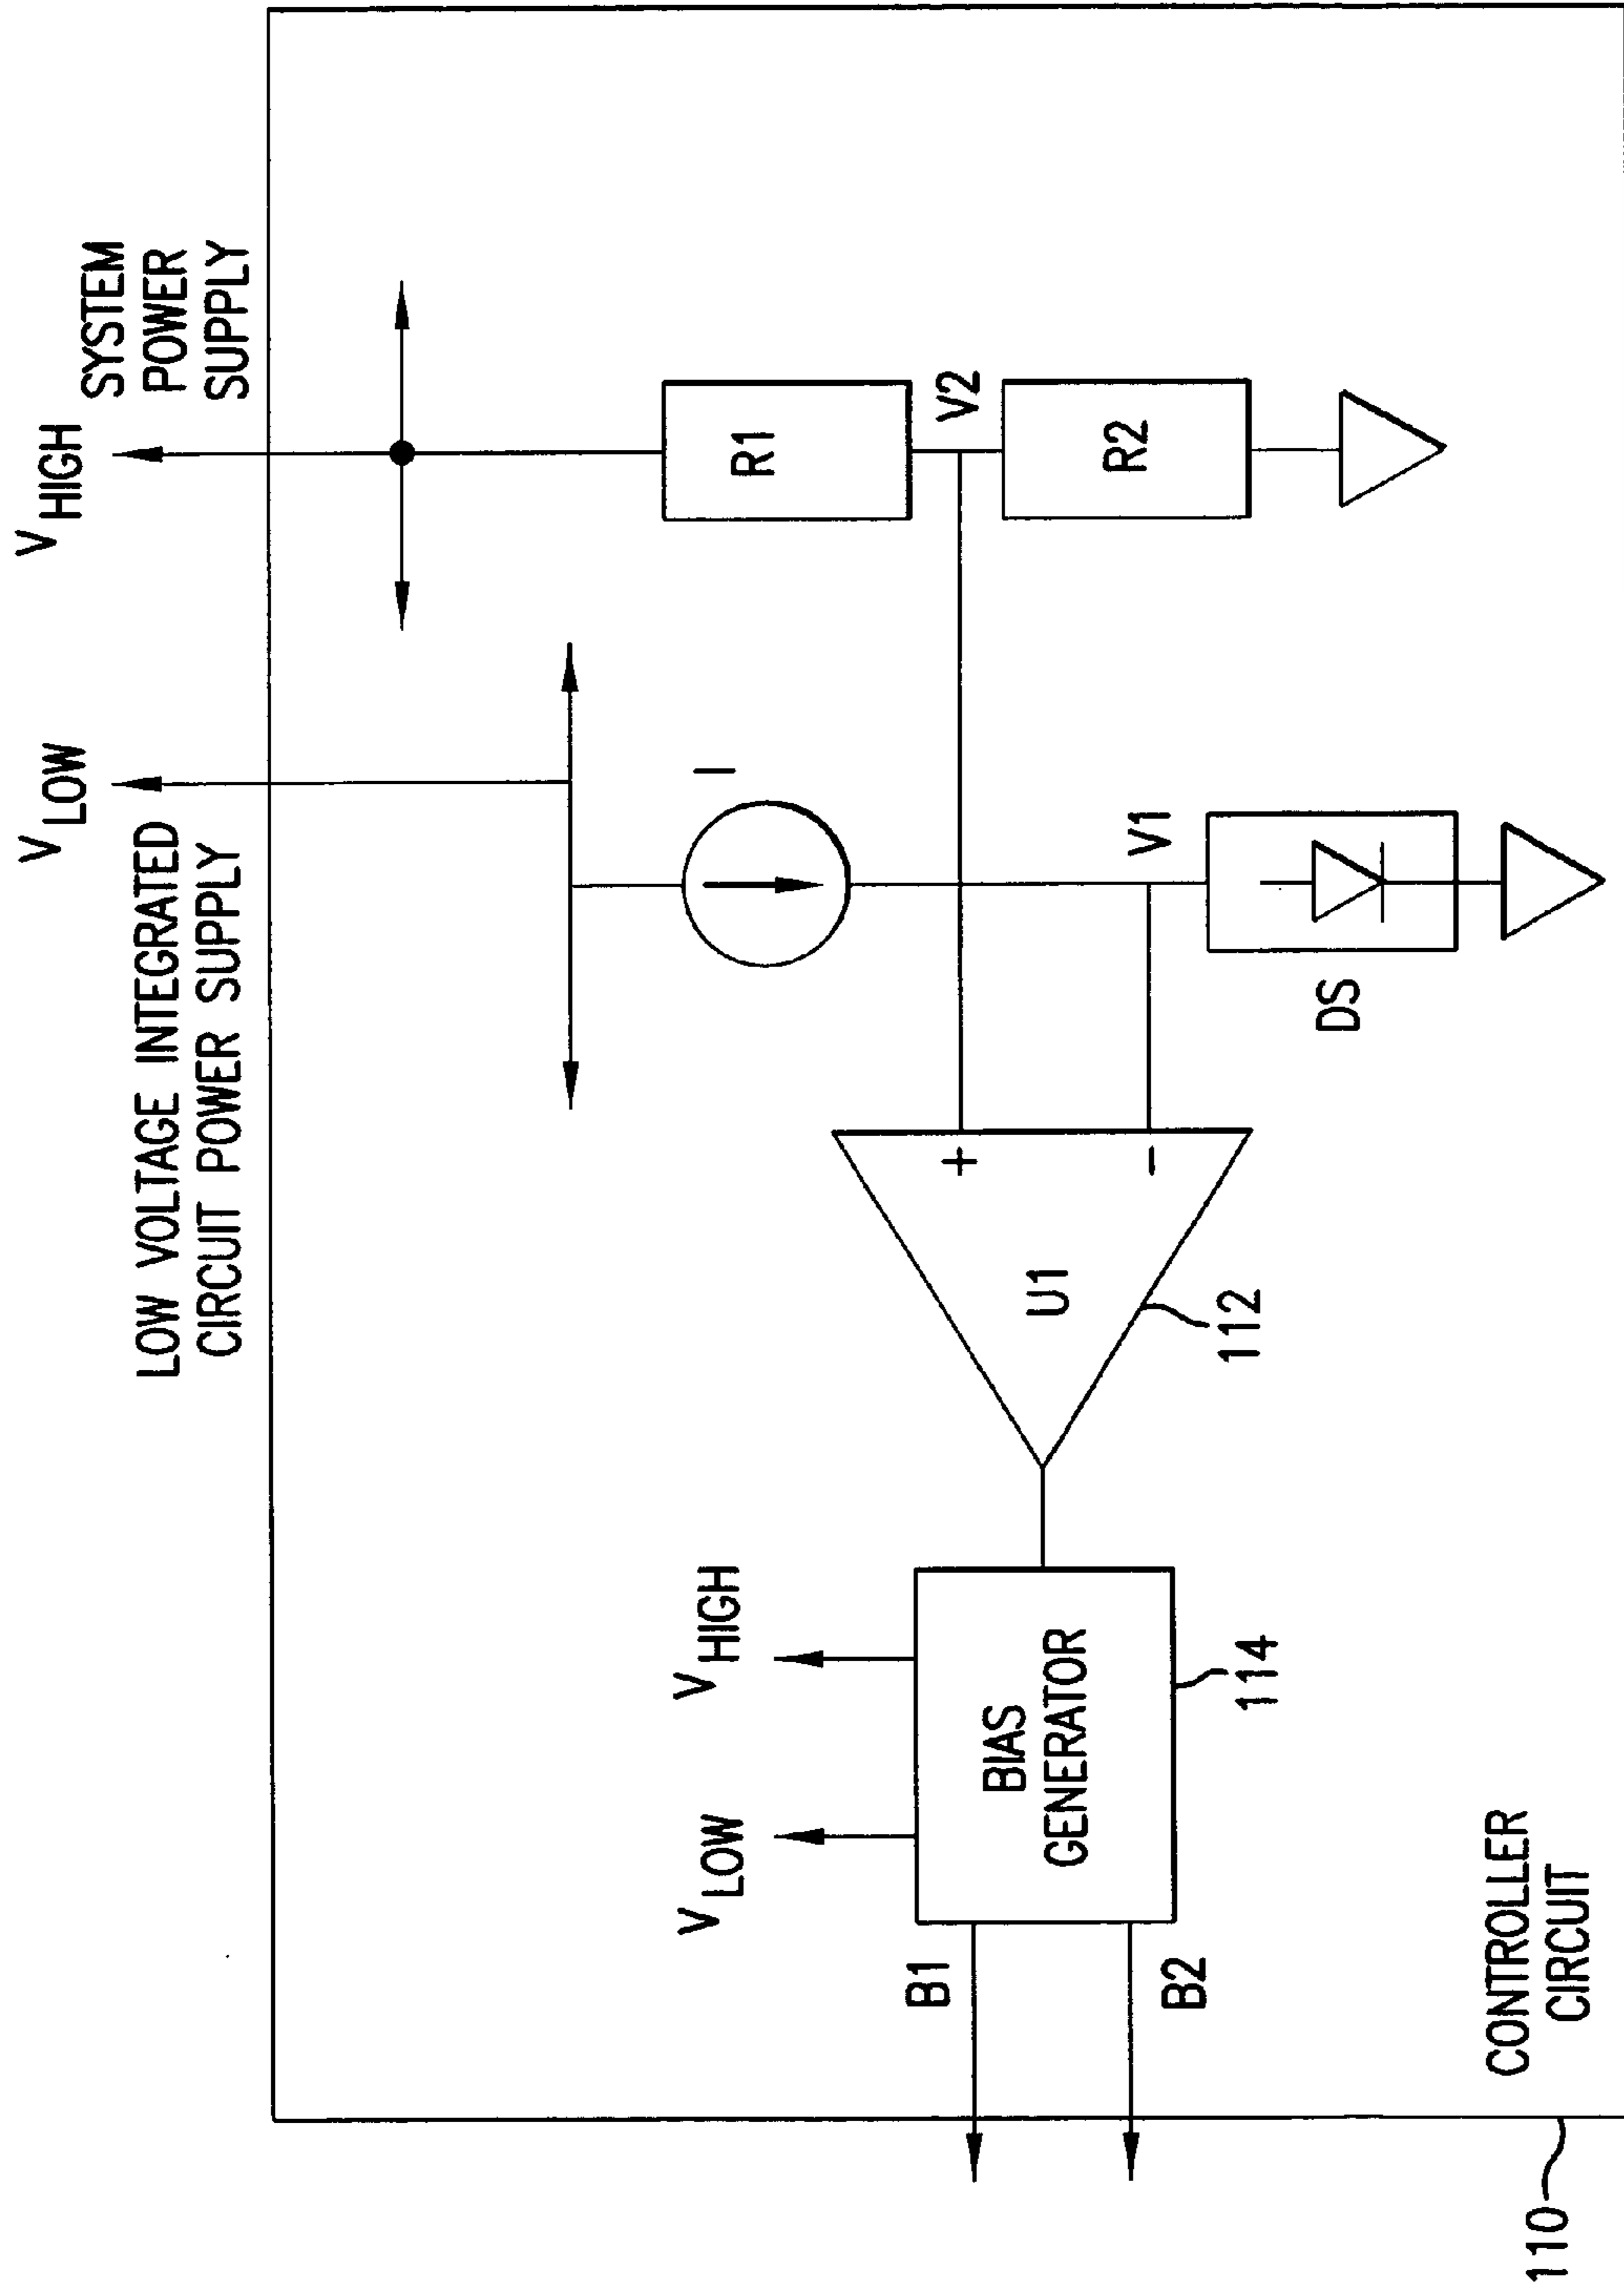 V LOW
V HIGH
LOW VOLTAGE INTEGRATED
CIRCUIT POWER SUPPLY
SYSTEM
POWER
SUPPLY
I
V LOW
V HIGH
R1
B1
BIAS
GENERATOR
+
V2
B2
U1
-
V1
R2
114
112
DS
CONTROLLER
CIRCUIT
110